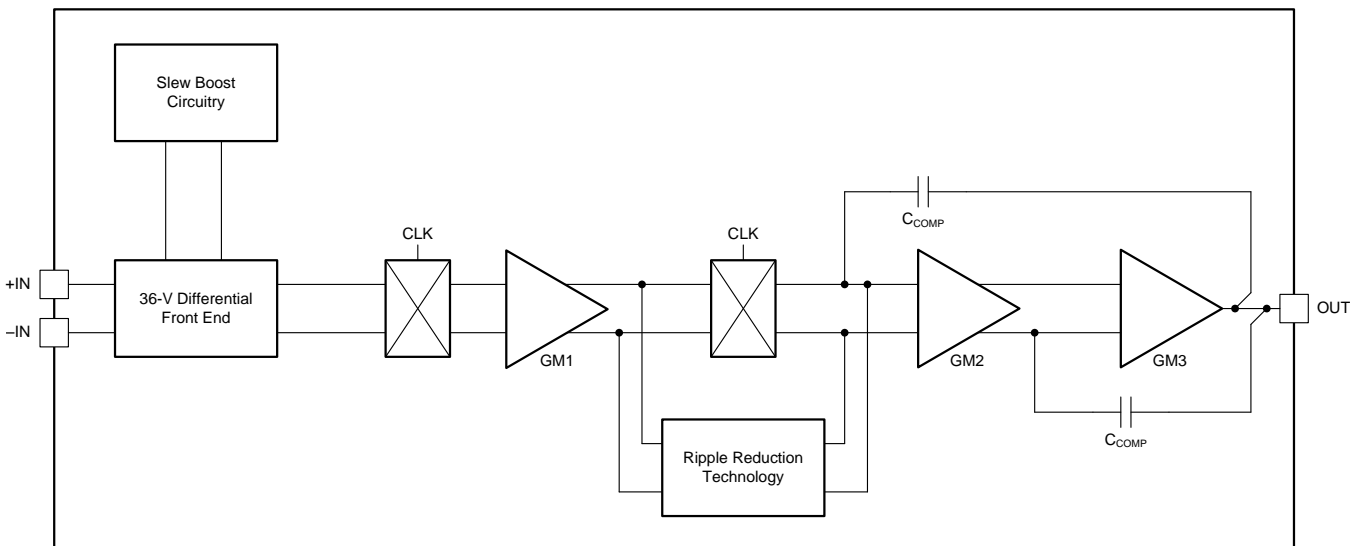 Slew Boost
Circuitry
+IN
–IN
36-V Differential
Front End
CLK
GM1
CLK
Ripple Reduction
Technology
CCOMP
GM2
GM3
CCOMP
OUT